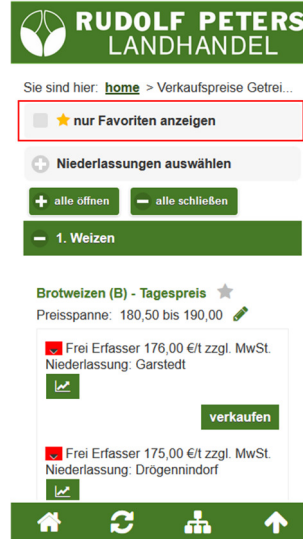 RUDOLF PETERS
LANDHANDEL
Sie sind hier: home > Verkaufspreise Getrei...
nur Favoriten anzeigen
Niederlassungen auswählen
alle öffnen alle schließen
1. Weizen
Brotweizen (B) - Tagespreis
Preisspanne: 180,50 bis 190,00
Frei Erfasser 176,00 €/t zzgl. MwSt.
Niederlassung: Garstedt
verkaufen
Frei Erfasser 175,00 €/t zzgl. MwSt.
Niederlassung: Drögennindorf